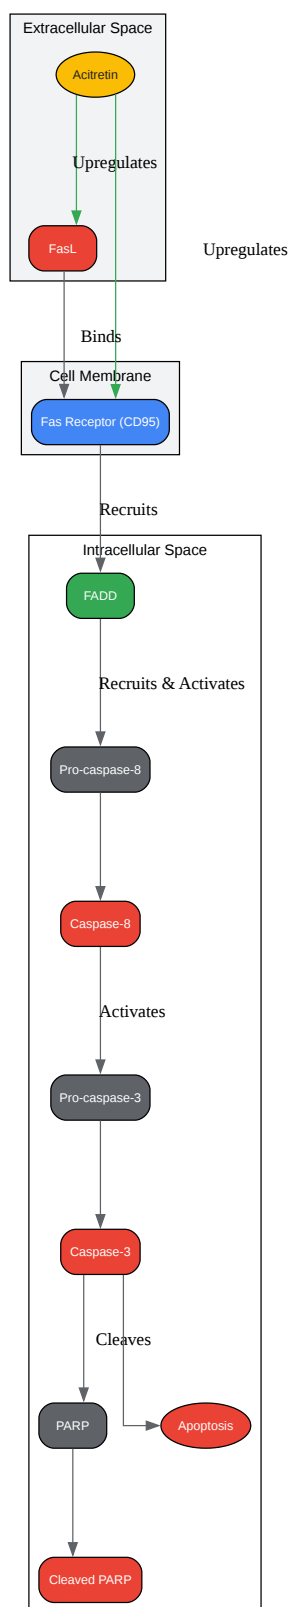 Extracellular Space
Acitretin
Upregulates
FasL
Upregulates
Binds
Cell Membrane
Fas Receptor (CD95)
Recruits
Intracellular Space
FADD
Recruits & Activates
Pro-caspase-8
Caspase-8
Activates
Pro-caspase-3
Caspase-3
Cleaves
PARP
Apoptosis
Cleaved PARP